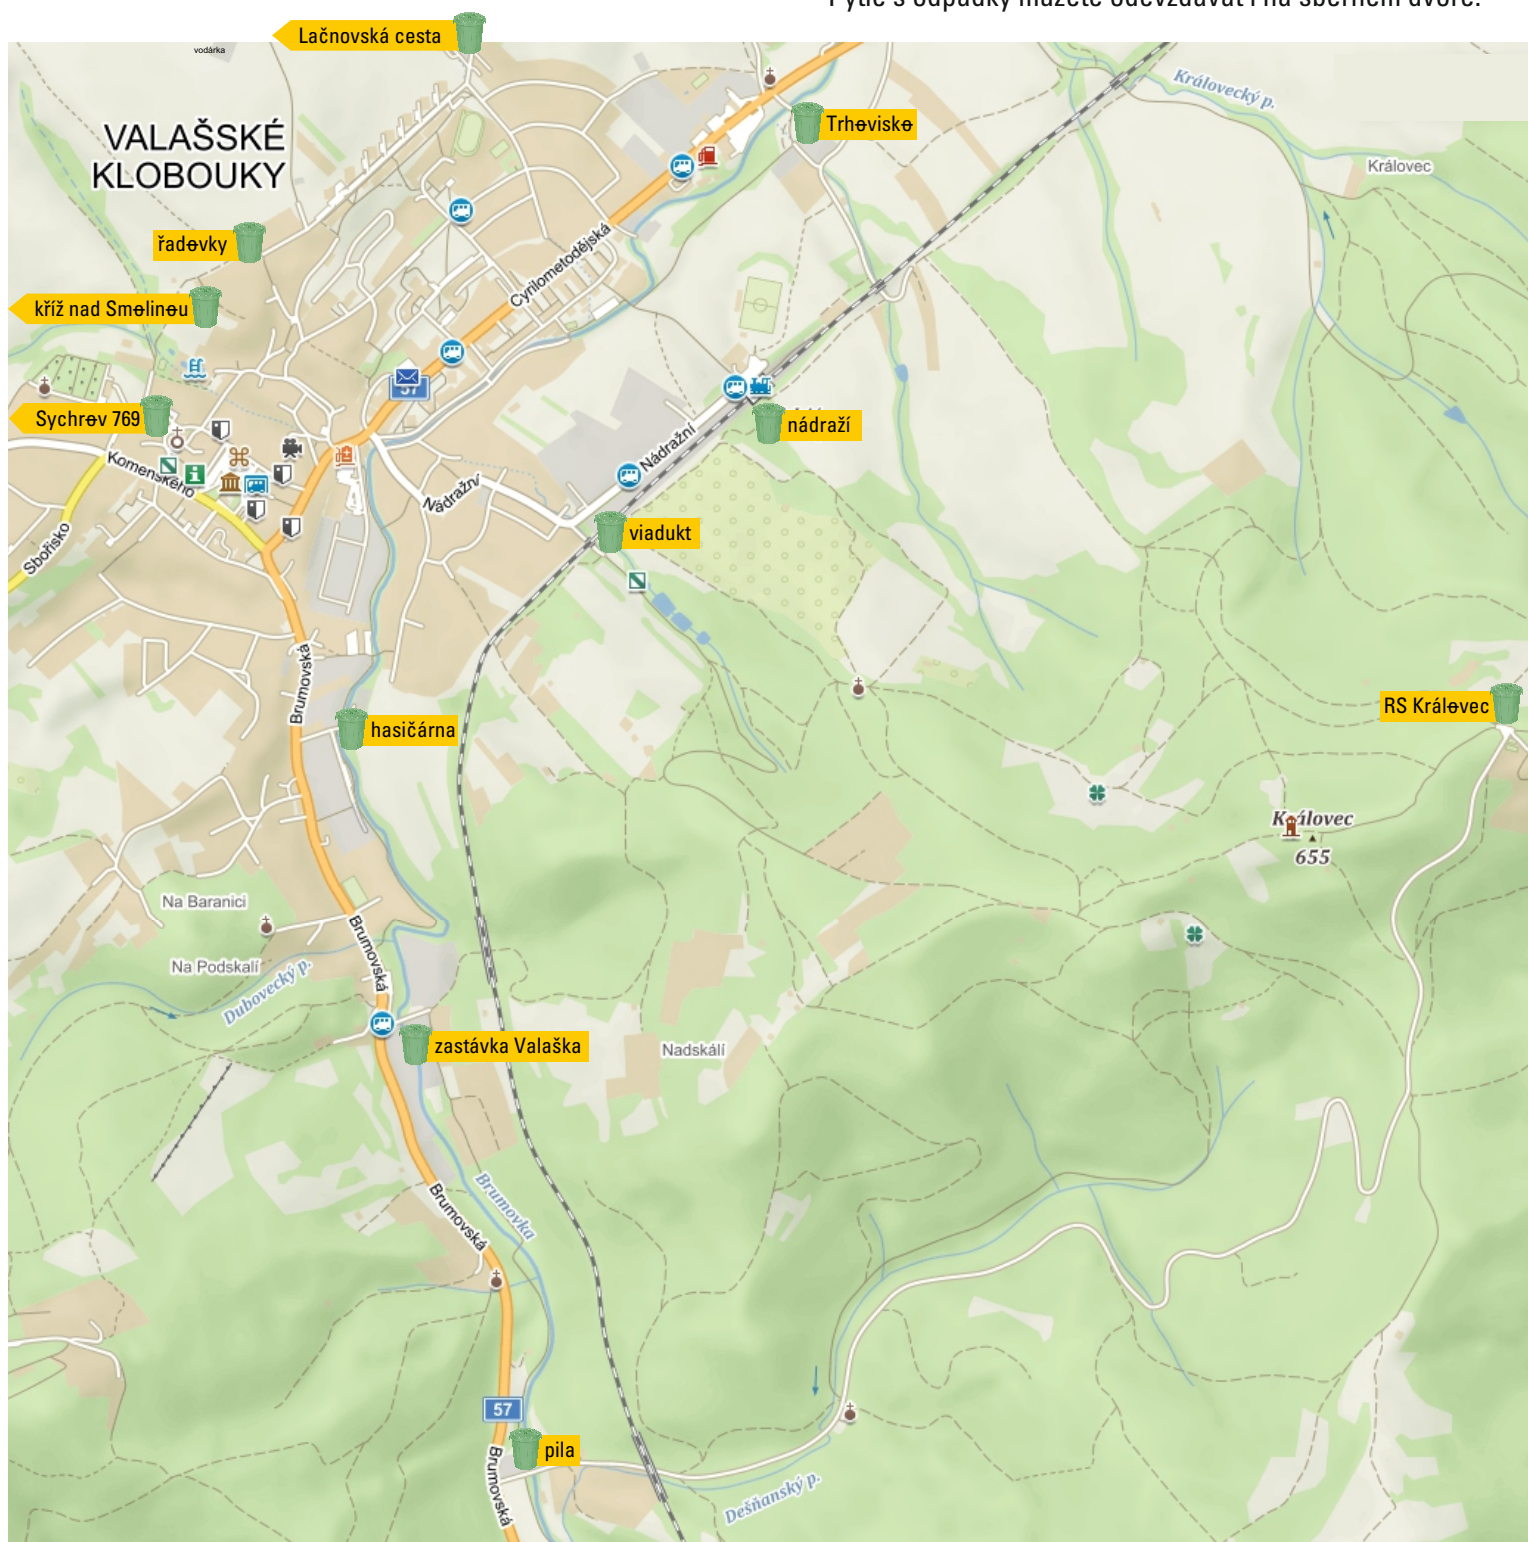 Pytle s odpadky můžete odevzdávat i na sběrném dvoře.
Lačnovská cesta
vodárka
Královecký p.
VALAŠSKÉ
KLOBOUKY
Trhovisko
Královec
řadovky
Cyrilometodějská
kříž nad Smolinou
57
Sychrov 769
nádraží
Nádražní
Komenského
Nádražní
viadukt
Sbořisko
Brumovská
RS Královec
hasičárna
Královec
655
Na Baranici
Brumovská
Na Podskalí
Dubovecký p.
zastávka Valaška
Nadskálí
Brumovka
Brumovská
57
pila
Brumovská
Dešňanský p.